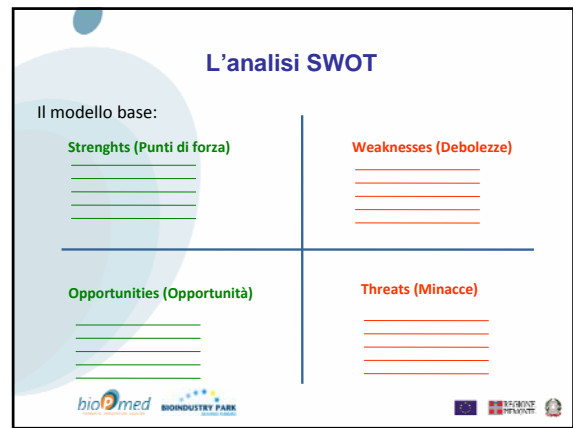 L'analisi SWOT
Il modello base:
Strenghts (Punti di forza)
Weaknesses (Debolezze)
Opportunities (Opportunità)
Threats (Minacce)
bioPmed
BIOINDUSTRY PARK
REGIONE
PIEMONTE